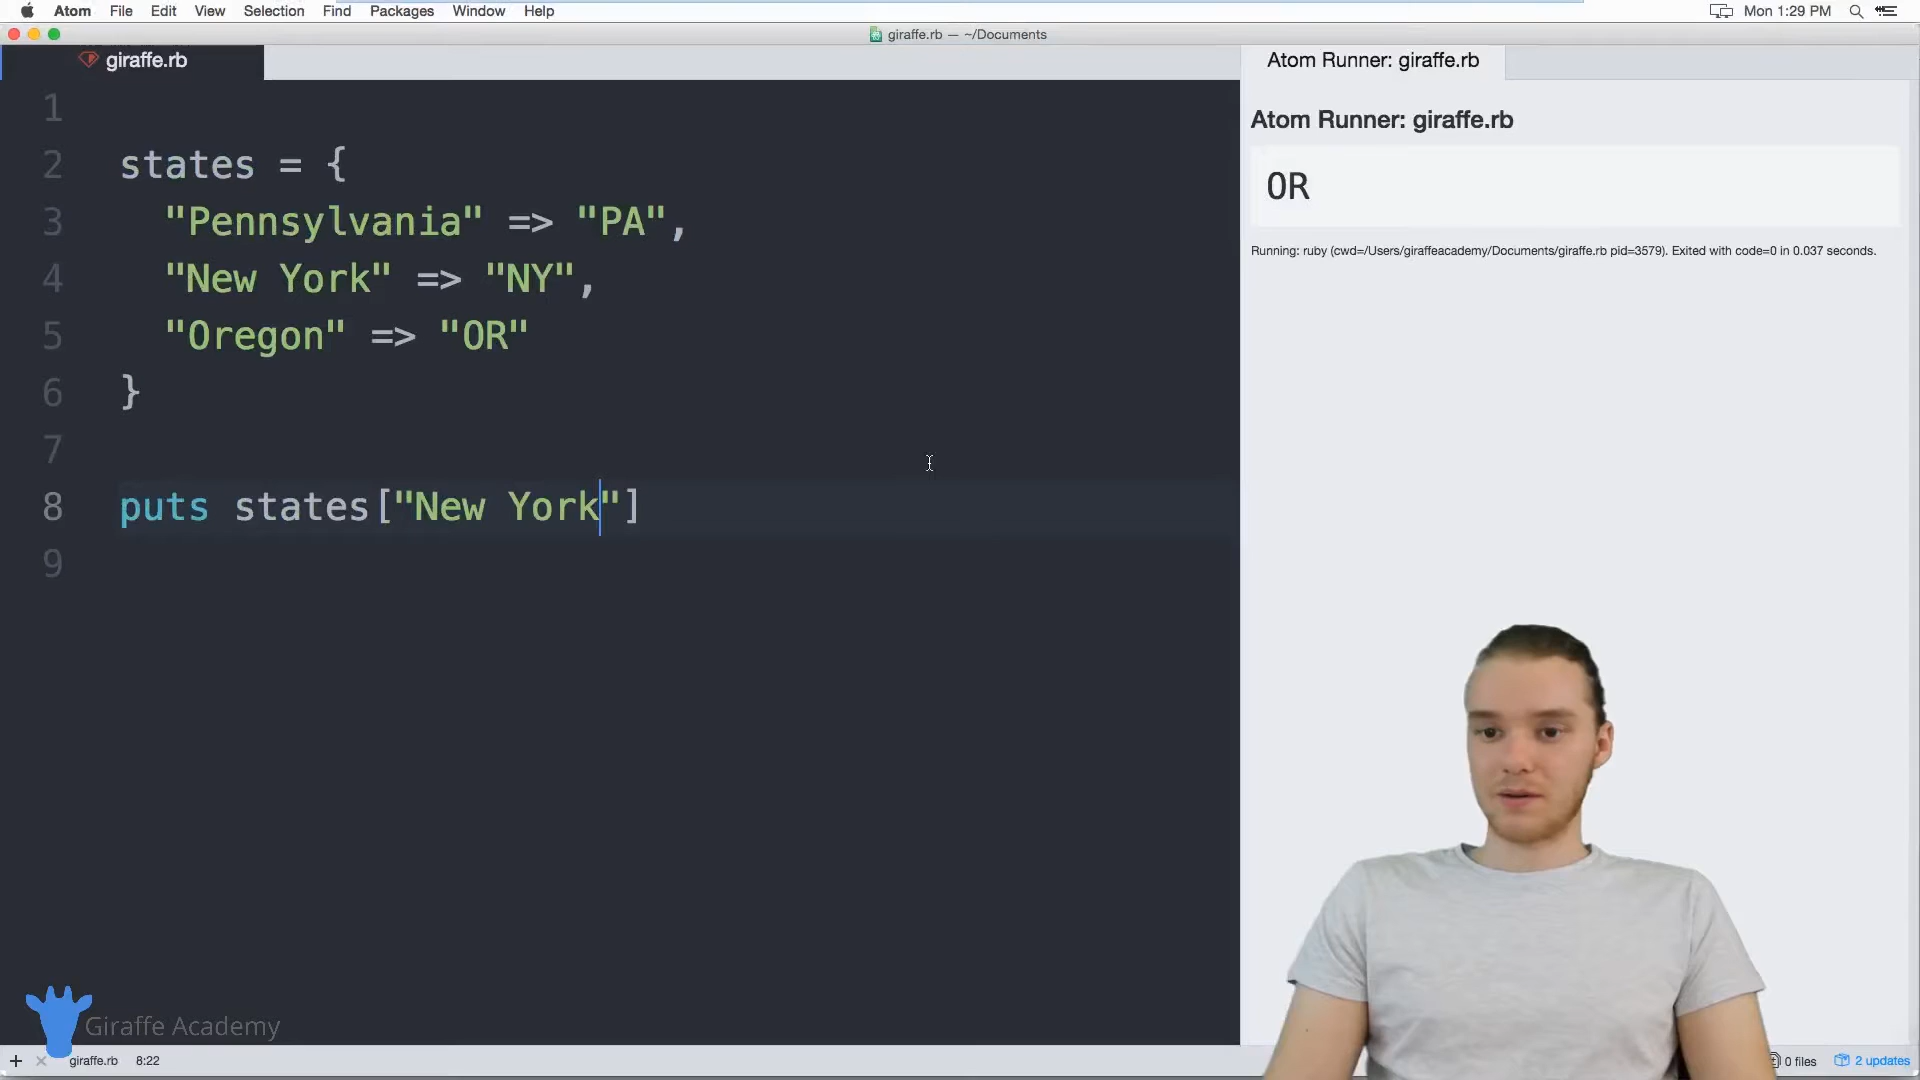 Atom File Edit View Selection Find Packages Window Help Mon 1:29 PM
giraffe.rb — ~/Documents
giraffe.rb
Atom Runner: giraffe.rb
1
2 states = {
3 "Pennsylvania" => "PA",
4 "New York" => "NY",
5 "Oregon" => "OR"
6 }
7
8 puts states["New York"]
9
Atom Runner: giraffe.rb
OR
Running: ruby (cwd=/Users/giraffeacademy/Documents/giraffe.rb pid=3579). Exited with code=0 in 0.037 seconds.
Giraffe Academy
giraffe.rb 8:22 0 files 2 updates